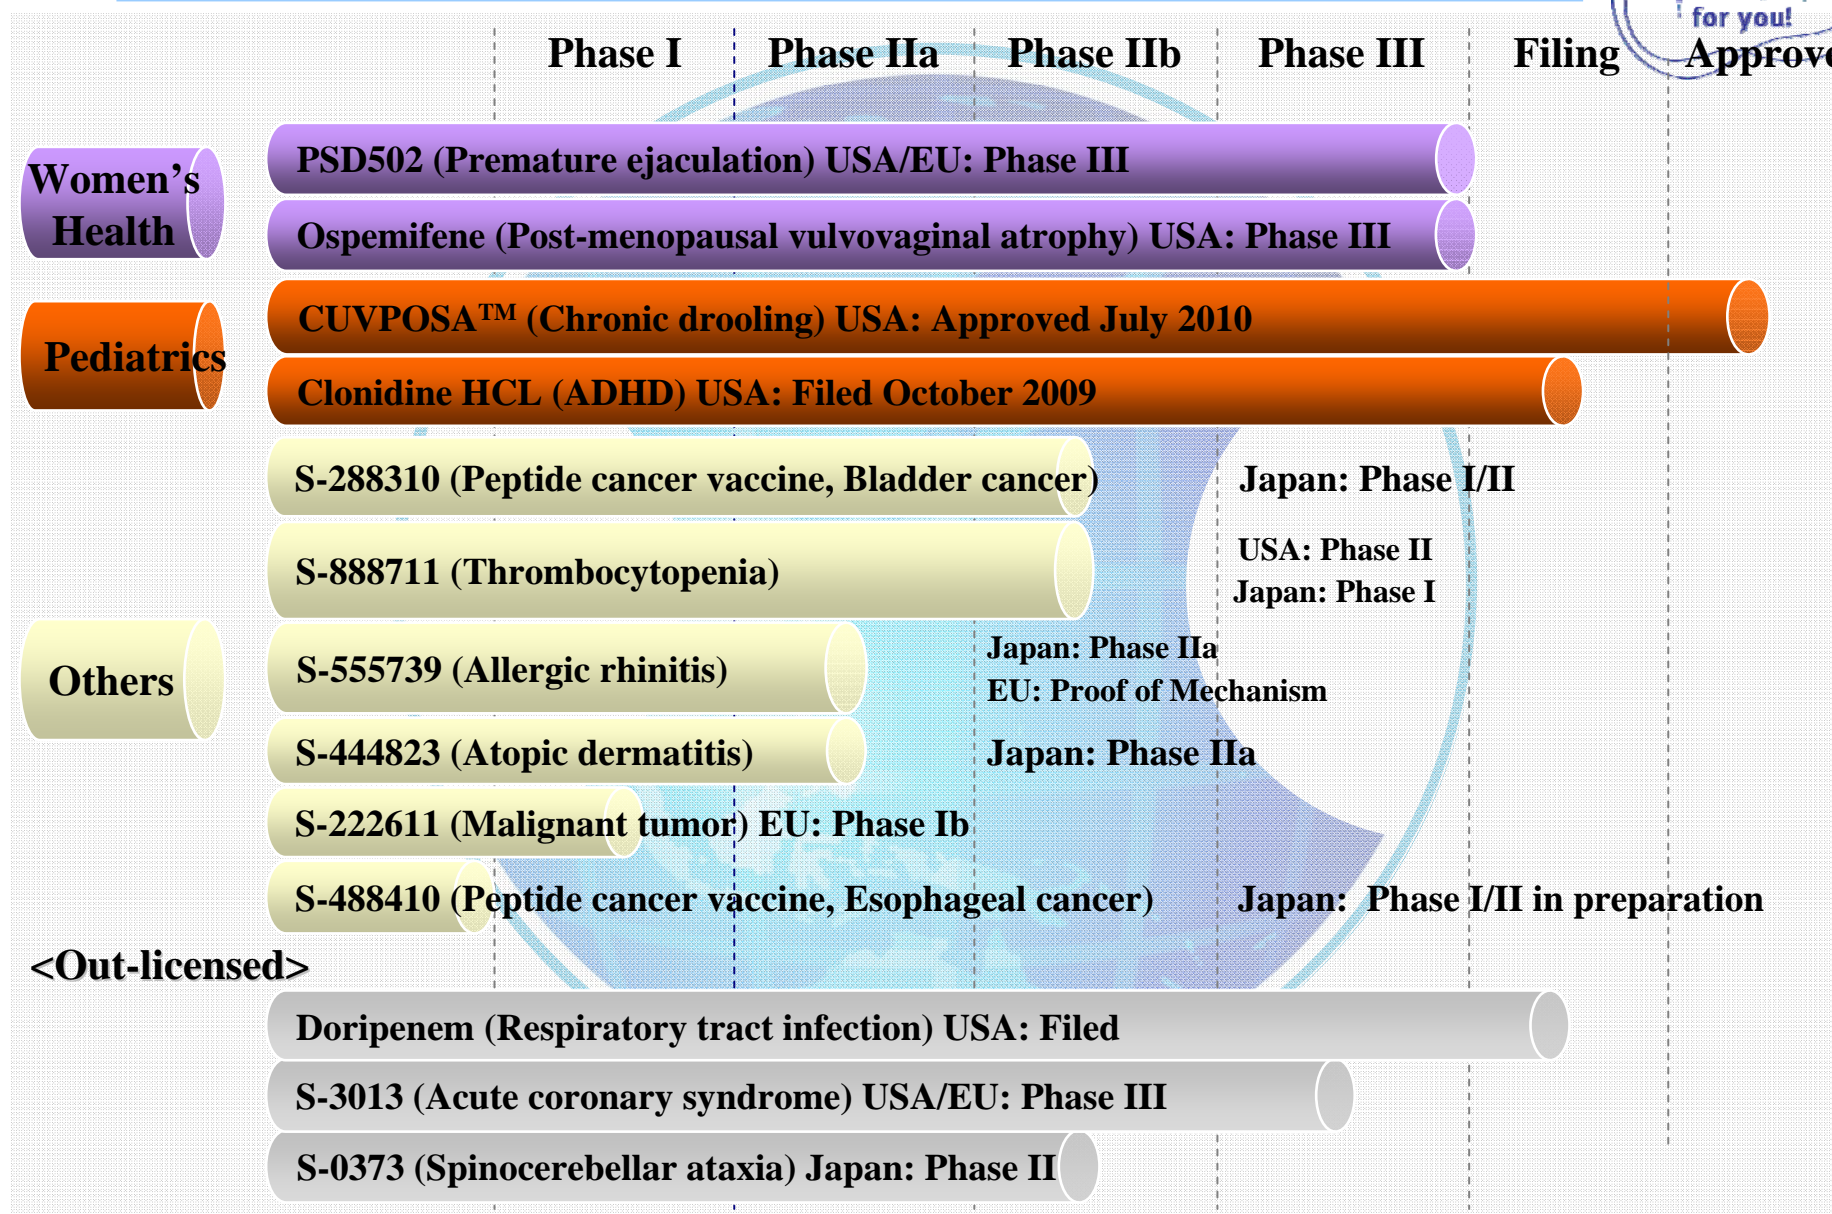 for you!
Phase I Phase IIa Phase IIb Phase III Filing Approve
Women's
Health
PSD502 (Premature ejaculation) USA/EU: Phase III
Ospemifene (Post-menopausal vulvovaginal atrophy) USA: Phase III
Pediatrics
CUVPOSA™ (Chronic drooling) USA: Approved July 2010
Clonidine HCL (ADHD) USA: Filed October 2009
Others
S-288310 (Peptide cancer vaccine, Bladder cancer) Japan: Phase I/II
S-888711 (Thrombocytopenia)
USA: Phase II
Japan: Phase I
S-555739 (Allergic rhinitis)
Japan: Phase IIa
EU: Proof of Mechanism
S-444823 (Atopic dermatitis) Japan: Phase IIa
S-222611 (Malignant tumor) EU: Phase Ib
S-488410 (Peptide cancer vaccine, Esophageal cancer) Japan: Phase I/II in preparation
<Out-licensed>
Doripenem (Respiratory tract infection) USA: Filed
S-3013 (Acute coronary syndrome) USA/EU: Phase III
S-0373 (Spinocerebellar ataxia) Japan: Phase II